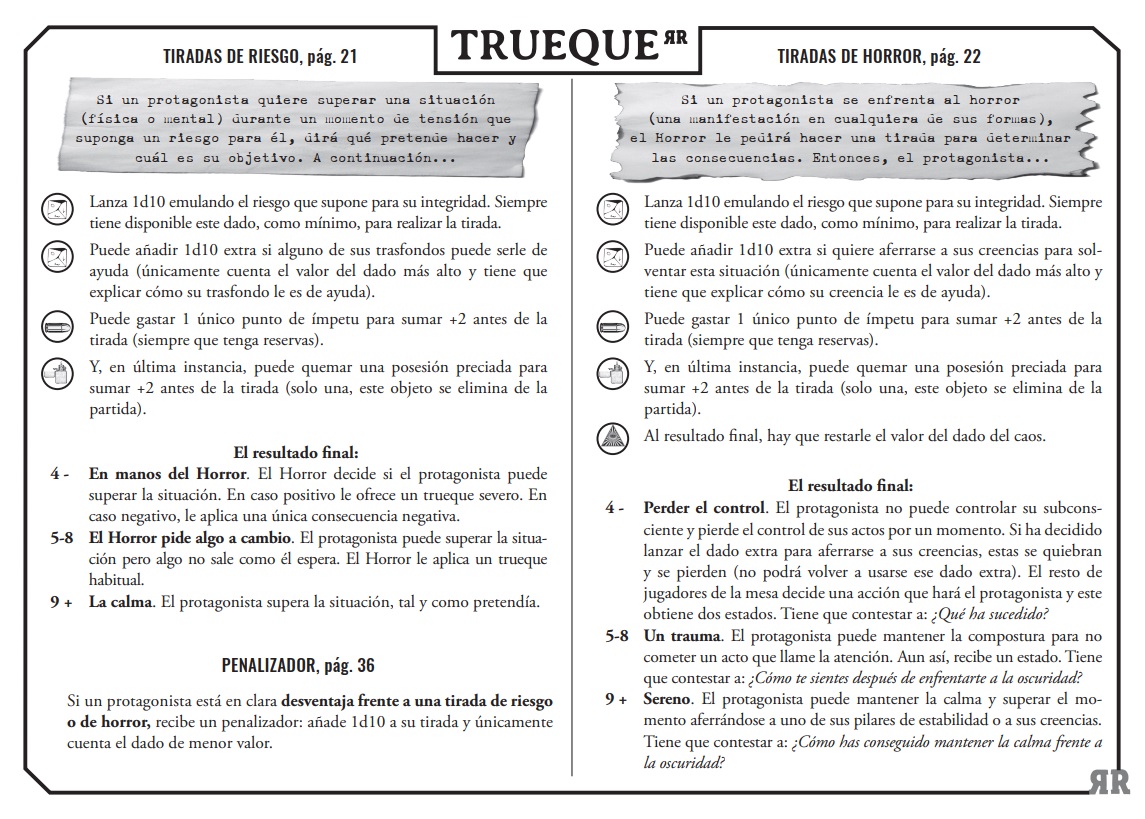 TRUEQUE ЯR
TIRADAS DE RIESGO, pág. 21
Si un protagonista quiere superar una situación
(física o mental) durante un momento de tensión que
suponga un riesgo para él, dirá qué pretende hacer y
cuál es su objetivo. A continuación...
Lanza 1d10 emulando el riesgo que supone para su integridad. Siempre
tiene disponible este dado, como mínimo, para realizar la tirada.
Puede añadir 1d10 extra si alguno de sus trasfondos puede serle de
ayuda (únicamente cuenta el valor del dado más alto y tiene que
explicar cómo su trasfondo le es de ayuda).
Puede gastar 1 único punto de ímpetu para sumar +2 antes de la
tirada (siempre que tenga reservas).
Y, en última instancia, puede quemar una posesión preciada para
sumar +2 antes de la tirada (solo una, este objeto se elimina de la
partida).
El resultado final:
4 - En manos del Horror. El Horror decide si el protagonista puede
superar la situación. En caso positivo le ofrece un trueque severo. En
caso negativo, le aplica una única consecuencia negativa.
5-8 El Horror pide algo a cambio. El protagonista puede superar la situa-
ción pero algo no sale como él espera. El Horror le aplica un trueque
habitual.
9 + La calma. El protagonista supera la situación, tal y como pretendía.
PENALIZADOR, pág. 36
Si un protagonista está en clara desventaja frente a una tirada de riesgo
o de horror, recibe un penalizador: añade 1d10 a su tirada y únicamente
cuenta el dado de menor valor.
TIRADAS DE HORROR, pág. 22
Si un protagonista se enfrenta al horror
(una manifestación en cualquiera de sus formas),
el Horror le pedirá hacer una tirada para determinar
las consecuencias. Entonces, el protagonista...
Lanza 1d10 emulando el riesgo que supone para su integridad. Siempre
tiene disponible este dado, como mínimo, para realizar la tirada.
Puede añadir 1d10 extra si quiere aferrarse a sus creencias para sol-
ventar esta situación (únicamente cuenta el valor del dado más alto y
tiene que explicar cómo su creencia le es de ayuda).
Puede gastar 1 único punto de ímpetu para sumar +2 antes de la
tirada (siempre que tenga reservas).
Y, en última instancia, puede quemar una posesión preciada para
sumar +2 antes de la tirada (solo una, este objeto se elimina de la
partida).
Al resultado final, hay que restarle el valor del dado del caos.
El resultado final:
4 - Perder el control. El protagonista no puede controlar su subcons-
ciente y pierde el control de sus actos por un momento. Si ha decidido
lanzar el dado extra para aferrarse a sus creencias, estas se quiebran
y se pierden (no podrá volver a usarse ese dado extra). El resto de
jugadores de la mesa decide una acción que hará el protagonista y este
obtiene dos estados. Tiene que contestar a: ¿Qué ha sucedido?
5-8 Un trauma. El protagonista puede mantener la compostura para no
cometer un acto que llame la atención. Aun así, recibe un estado. Tiene
que contestar a: ¿Cómo te sientes después de enfrentarte a la oscuridad?
9 + Sereno. El protagonista puede mantener la calma y superar el mo-
mento aferrándose a uno de sus pilares de estabilidad o a sus creencias.
Tiene que contestar a: ¿Cómo has conseguido mantener la calma frente a
la oscuridad?
ЯR